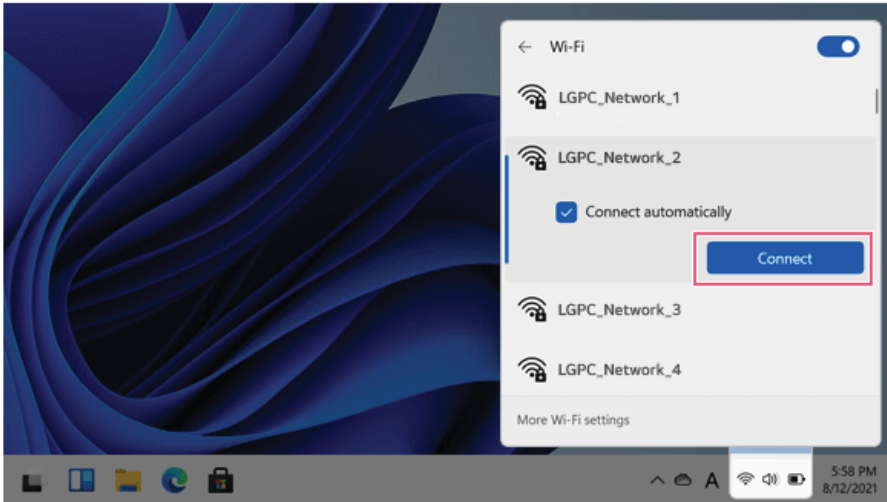 Wi-Fi
LGPC_Network_1
LGPC_Network_2
Connect automatically
Connect
LGPC_Network_3
LGPC_Network_4
More Wi-Fi settings
A
5:58 PM
8/12/2021